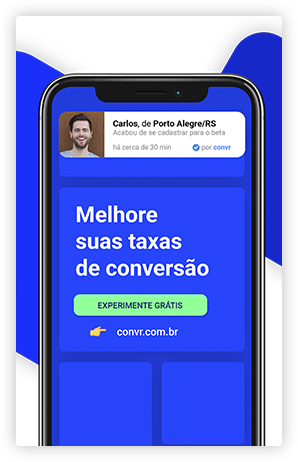 Carlos, de Porto Alegre/RS
Acabou de se cadastrar para o beta
há cerca de 30 min
por convr
Melhore
suas taxas
de conversão
EXPERIMENTE GRÁTIS
convr.com.br